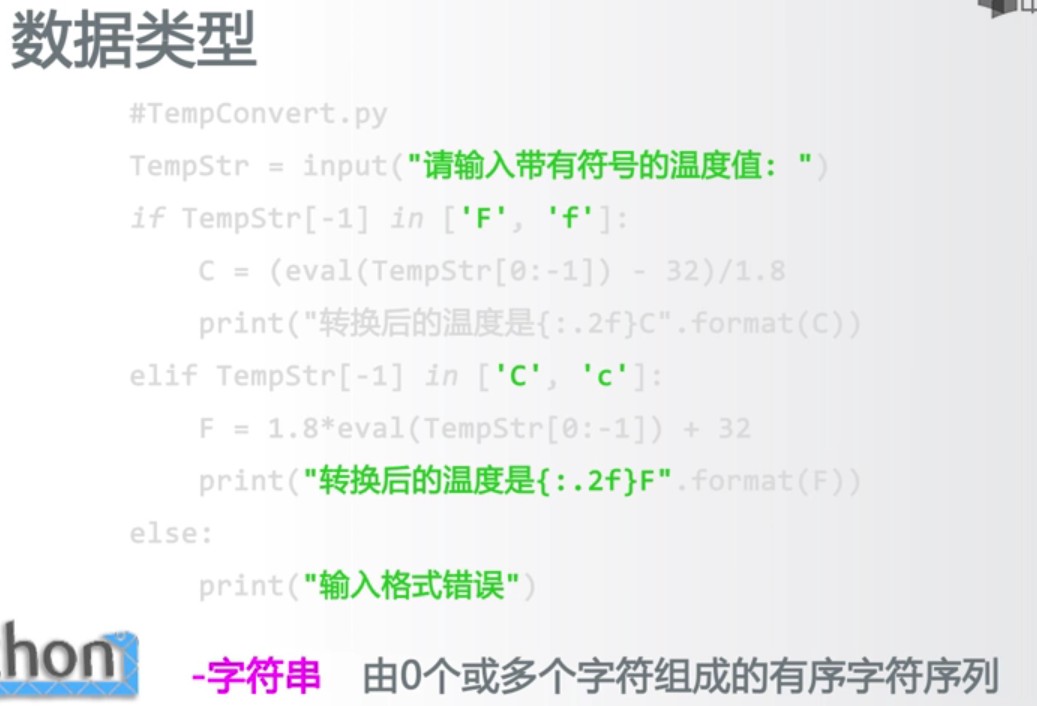 数据类型
#TempConvert.py
TempStr = input("请输入带有符号的温度值: ")
if TempStr[-1] in ['F', 'f']:
    C = (eval(TempStr[0:-1]) - 32)/1.8
    print("转换后的温度是{:.2f}C".format(C))
elif TempStr[-1] in ['C', 'c']:
    F = 1.8*eval(TempStr[0:-1]) + 32
    print("转换后的温度是{:.2f}F".format(F))
else:
    print("输入格式错误")
hon
-字符串 由0个或多个字符组成的有序字符序列